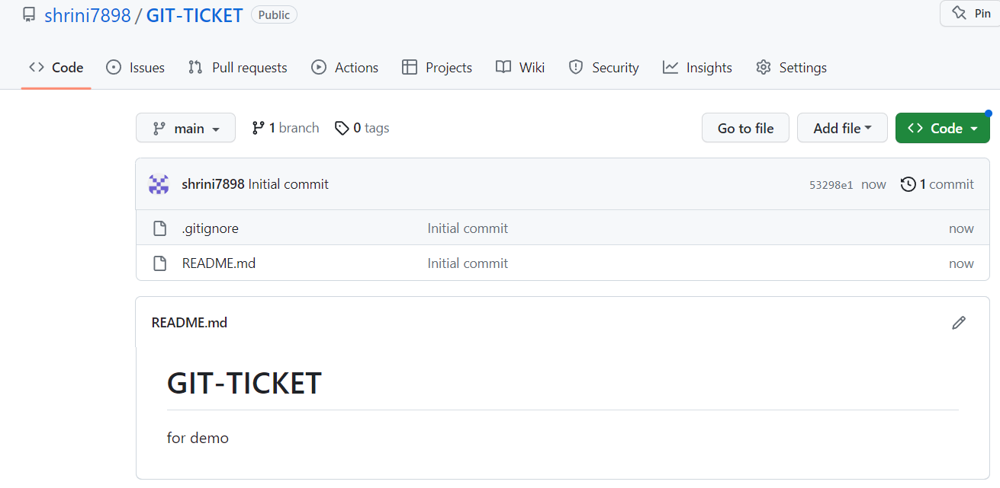 shrini7898 / GIT-TICKET Public Pin
Code Issues Pull requests Actions Projects Wiki Security Insights Settings
main 1 branch 0 tags Go to file Add file Code
shrini7898 Initial commit 53298e1 now 1 commit
.gitignore Initial commit now
README.md Initial commit now
README.md
GIT-TICKET
for demo